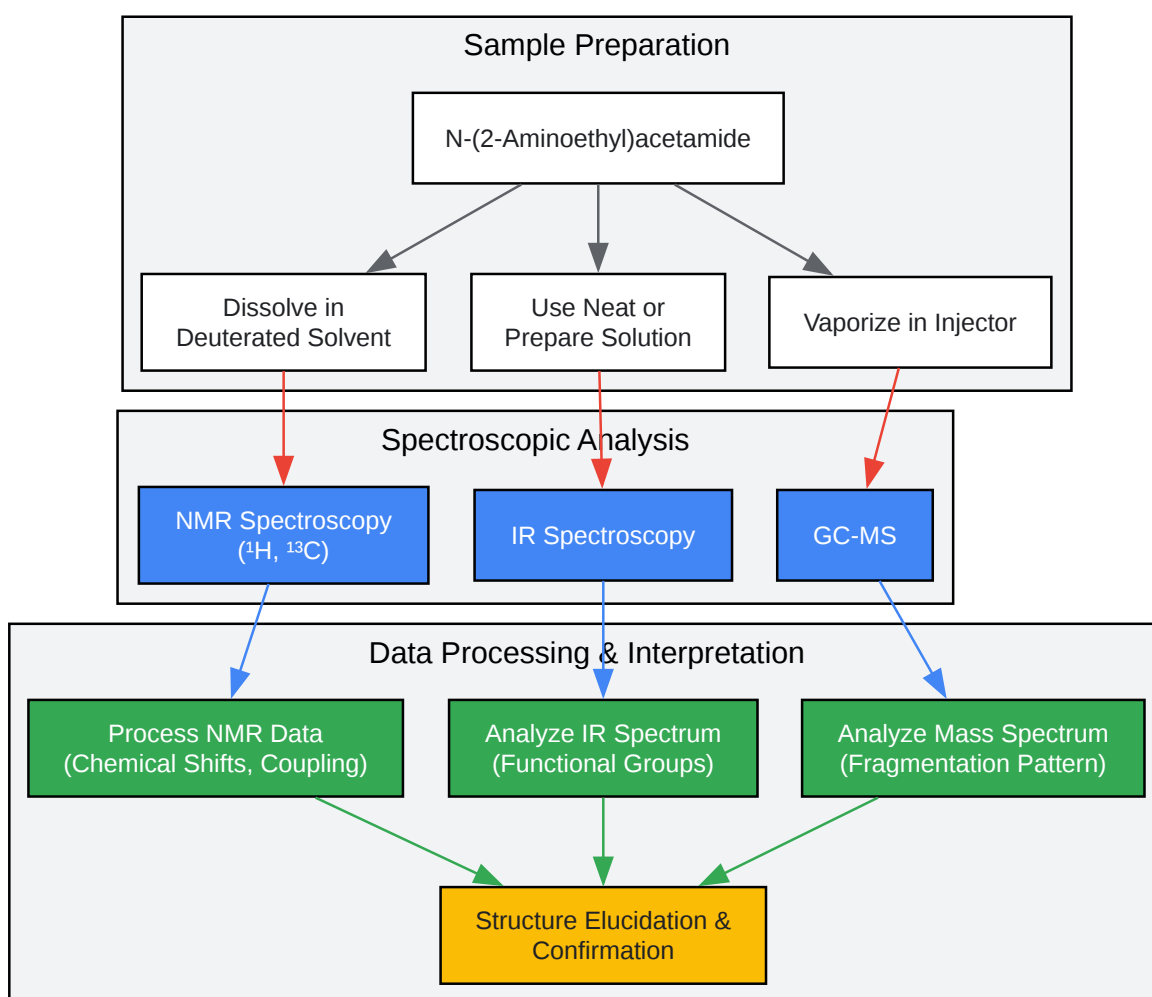 Sample Preparation
N-(2-Aminoethyl)acetamide
Dissolve in
Deuterated Solvent
Use Neat or
Prepare Solution
Vaporize in Injector
Spectroscopic Analysis
NMR Spectroscopy
(¹H, ¹³C)
IR Spectroscopy
GC-MS
Data Processing & Interpretation
Process NMR Data
(Chemical Shifts, Coupling)
Analyze IR Spectrum
(Functional Groups)
Analyze Mass Spectrum
(Fragmentation Pattern)
Structure Elucidation &
Confirmation